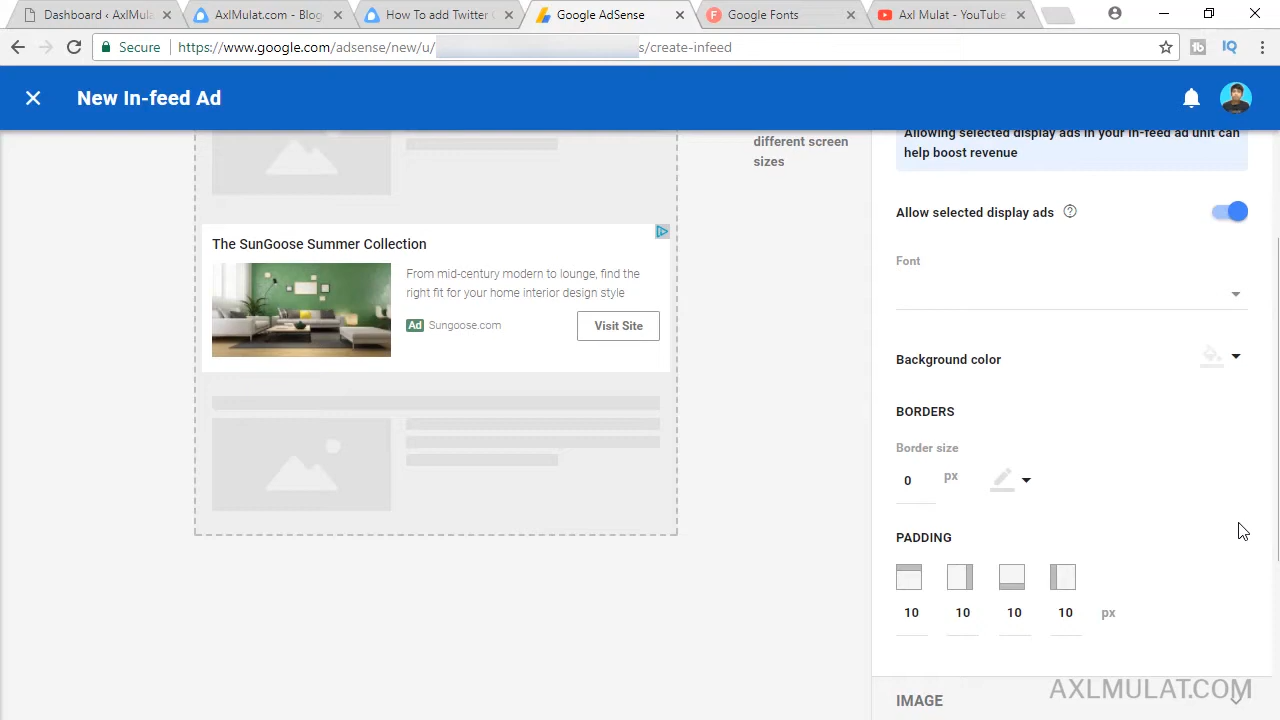 Dashboard ‹ AxlMula
AxlMulat.com - Blog
How To add Twitter
Google AdSense
Google Fonts
Axl Mulat - YouTube
Secure
https://www.google.com/adsense/new/u/
s/create-infeed
New In-feed Ad
different screen
sizes
Allowing selected display ads in your in-feed ad unit can
help boost revenue
Allow selected display ads
The SunGoose Summer Collection
From mid-century modern to lounge, find the
right fit for your home interior design style
Ad Sungoose.com
Visit Site
Font
Background color
BORDERS
Border size
0 px
PADDING
10 10 10 10 px
IMAGE
AXLMULAT.COM